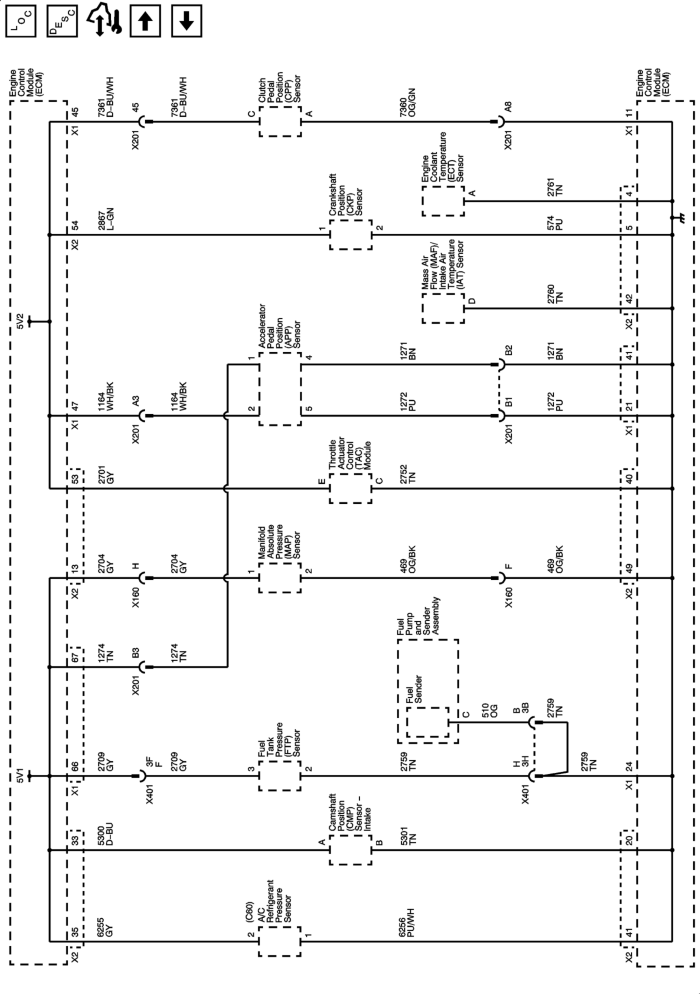 LOC
DESC
Engine
Control
Module
(ECM)
45
X1
7361
D-BU/WH
45
X201
7361
D-BU/WH
C
Clutch
Pedal
Position
(CPP)
Sensor
A
7360
OG/GN
A8
X201
11
X1
Engine
Control
Module
(ECM)
54
X2
2867
L-GN
1
Crankshaft
Position
(CKP)
Sensor
2
574
PU
5
Engine
Coolant
Temperature
(ECT)
Sensor
A
2761
TN
4
Mass Air
Flow (MAF)/
Intake Air
Temperature
(IAT) Sensor
D
2760
TN
42
X2
5V2
47
X1
1164
WH/BK
A3
X201
1164
WH/BK
1
2
Accelerator
Pedal
Position
(APP)
Sensor
4
5
1271
BN
B2
1271
BN
41
1272
PU
B1
X201
1272
PU
21
X1
53
2701
GY
E
Throttle
Actuator
Control
(TAC)
Module
C
2752
TN
40
13
X2
2704
GY
H
X160
2704
GY
1
Manifold
Absolute
Pressure
(MAP)
Sensor
2
469
OG/BK
F
X160
469
OG/BK
49
X2
67
1274
TN
B3
X201
1274
TN
Fuel
Pump
and
Sender
Assembly
Fuel
Sender
C
510
OG
B
3B
2759
TN
5V1
66
X1
2709
GY
3F
F
X401
2709
GY
3
Fuel
Tank
Pressure
(FTP)
Sensor
2
2759
TN
H
3H
X401
2759
TN
24
X1
33
5300
D-BU
A
Camshaft
Position
(CMP)
Sensor –
Intake
B
5301
TN
20
35
X2
6255
GY
2
(C60)
A/C
Refrigerant
Pressure
Sensor
1
6256
PU/WH
41
X2